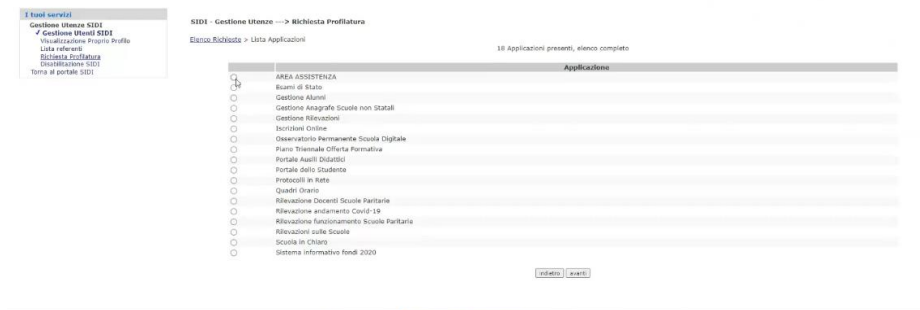 I tuoi servizi
Gestione Utenze SIDI
✓ Gestione Utenti SIDI
Visualizzazione Proprio Profilo
Lista referenti
Richiesta Profilatura
Disabilitazione SIDI
Torna al portale SIDI
SIDI - Gestione Utenze ---> Richiesta Profilatura
Elenco Richieste > Lista Applicazioni
18 Applicazioni presenti, elenco completo
Applicazione
AREA ASSISTENZA
Esami di Stato
Gestione Alunni
Gestione Anagrafe Scuole non Statali
Gestione Rilevazioni
Iscrizioni Online
Osservatorio Permanente Scuola Digitale
Piano Triennale Offerta Formativa
Portale Ausili Didattici
Portale dello Studente
Protocolli in Rete
Quadri Orario
Rilevazione Docenti Scuole Paritarie
Rilevazione andamento Covid-19
Rilevazione funzionamento Scuole Paritarie
Rilevazioni sulle Scuole
Scuola in Chiaro
Sistema informativo fondi 2020
indietro avanti